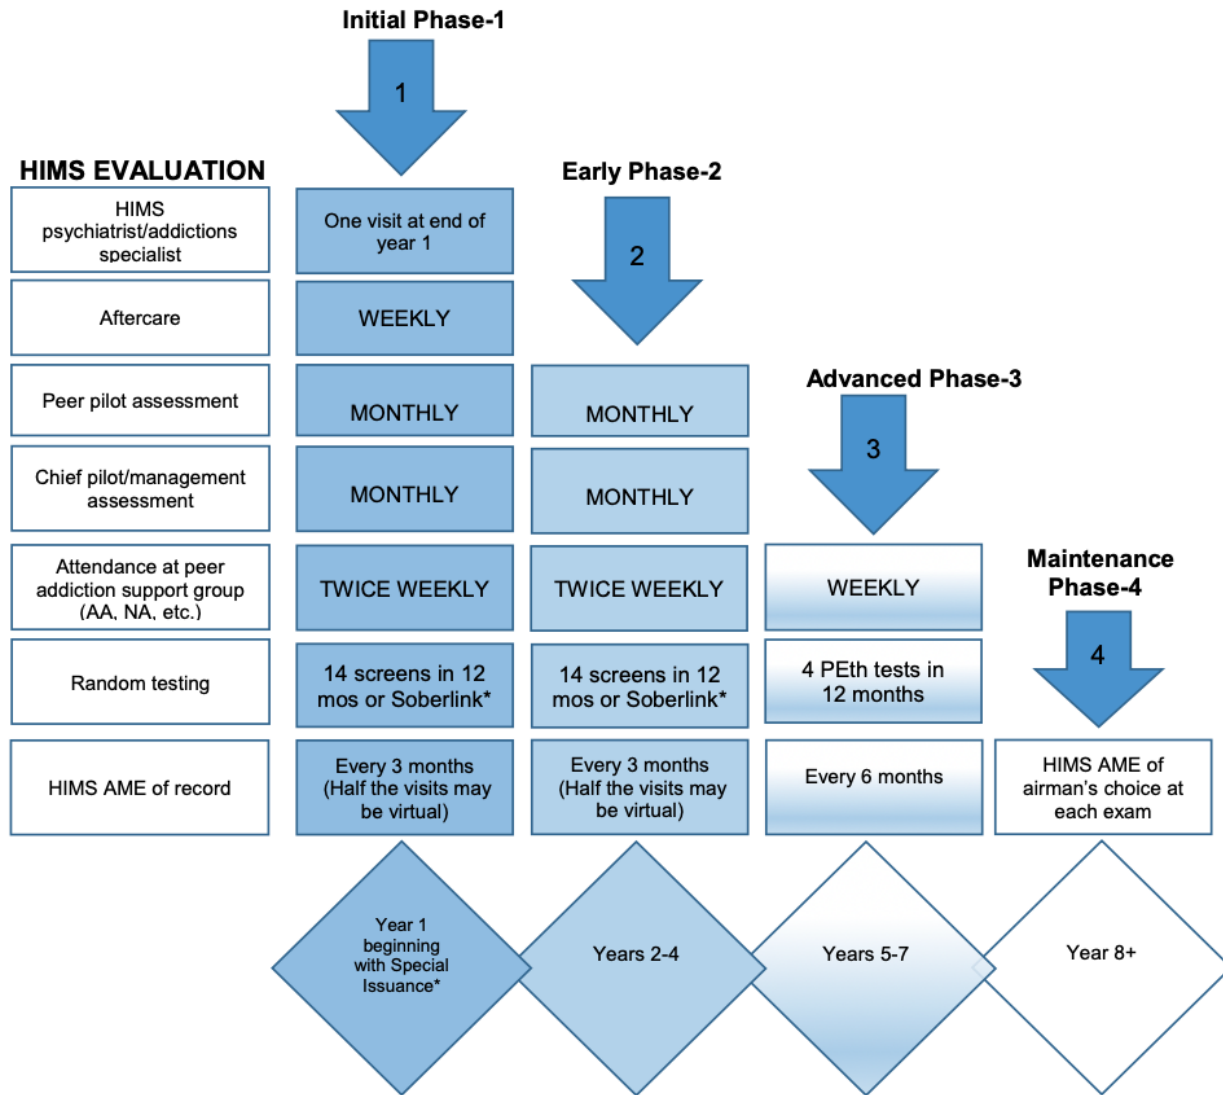 Initial Phase-1
1
HIMS EVALUATION
Early Phase-2
2
HIMS
psychiatrist/addictions
specialist
One visit at end of
year 1
Aftercare
WEEKLY
Advanced Phase-3
3
Peer pilot assessment
MONTHLY
MONTHLY
Chief pilot/management
assessment
MONTHLY
MONTHLY
Maintenance
Phase-4
4
Attendance at peer
addiction support group
(AA, NA, etc.)
TWICE WEEKLY
TWICE WEEKLY
WEEKLY
Random testing
14 screens in 12
mos or Soberlink*
14 screens in 12
mos or Soberlink*
4 PEth tests in
12 months
HIMS AME of record
Every 3 months
(Half the visits may
be virtual)
Every 3 months
(Half the visits may
be virtual)
Every 6 months
HIMS AME of
airman's choice at
each exam
Year 1
beginning
with Special
Issuance*
Years 2-4
Years 5-7
Year 8+